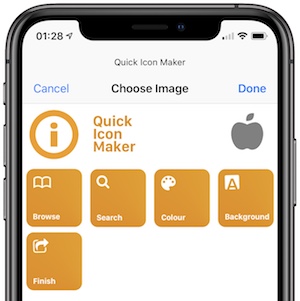 01:28
Quick Icon Maker
Cancel Choose Image Done
Quick
Icon
Maker
Browse Search Colour Background
Finish